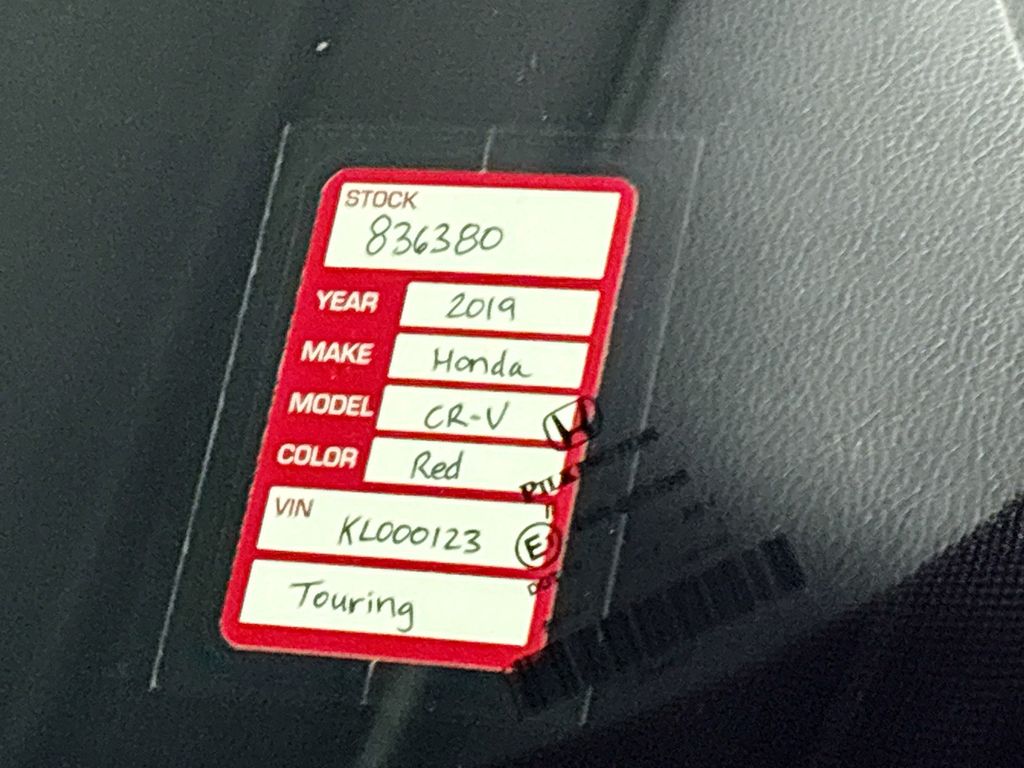 STOCK
836380
YEAR 2019
MAKE Honda
MODEL CR-V
COLOR Red
VIN
KL000123
Touring
E